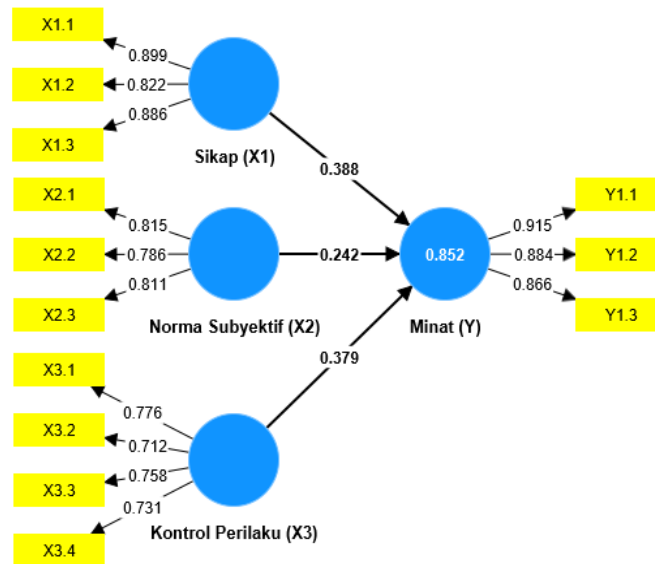 X1.1
0.899
X1.2
0.822
0.886
X1.3
Sikap (X1)
0.388
X2.1
0.815
X2.2
0.786
0.811
X2.3
Norma Subyektif (X2)
0.242
0.852
Minat (Y)
0.915
Y1.1
0.884
Y1.2
0.866
Y1.3
0.379
X3.1
0.776
X3.2
0.712
0.758
X3.3
0.731
X3.4
Kontrol Perilaku (X3)